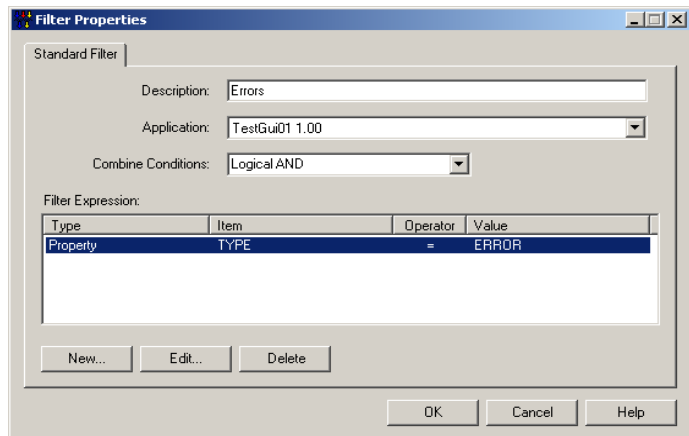 Filter Properties
Standard Filter
Description: Errors
Application: TestGui01 1.00
Combine Conditions: Logical AND
Filter Expression:
Type Item Operator Value
Property TYPE = ERROR
New... Edit... Delete
OK Cancel Help